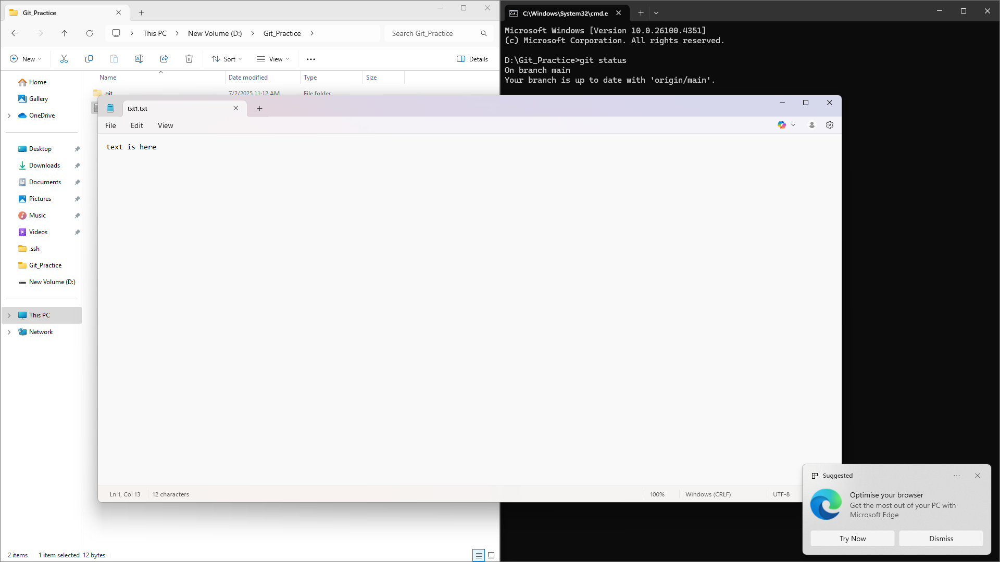 Git_Practice
This PC
New Volume (D:)
Git_Practice
Search Git_Practice
New
Sort
View
Details
Name
Date modified
Type
Size
.git
7/2/2025 11:12 AM
File folder
Home
Gallery
OneDrive
Desktop
Downloads
Documents
Pictures
Music
Videos
.ssh
Git_Practice
New Volume (D:)
This PC
Network
2 items
1 item selected 12 bytes
C:\Windows\System32\cmd.e
Microsoft Windows [Version 10.0.26100.4351]
(c) Microsoft Corporation. All rights reserved.
D:\Git_Practice>git status
On branch main
Your branch is up to date with 'origin/main'.
txt1.txt
File
Edit
View
text is here
Ln 1, Col 13
12 characters
100%
Windows (CRLF)
UTF-8
Suggested
Optimise your browser
Get the most out of your PC with
Microsoft Edge
Try Now
Dismiss